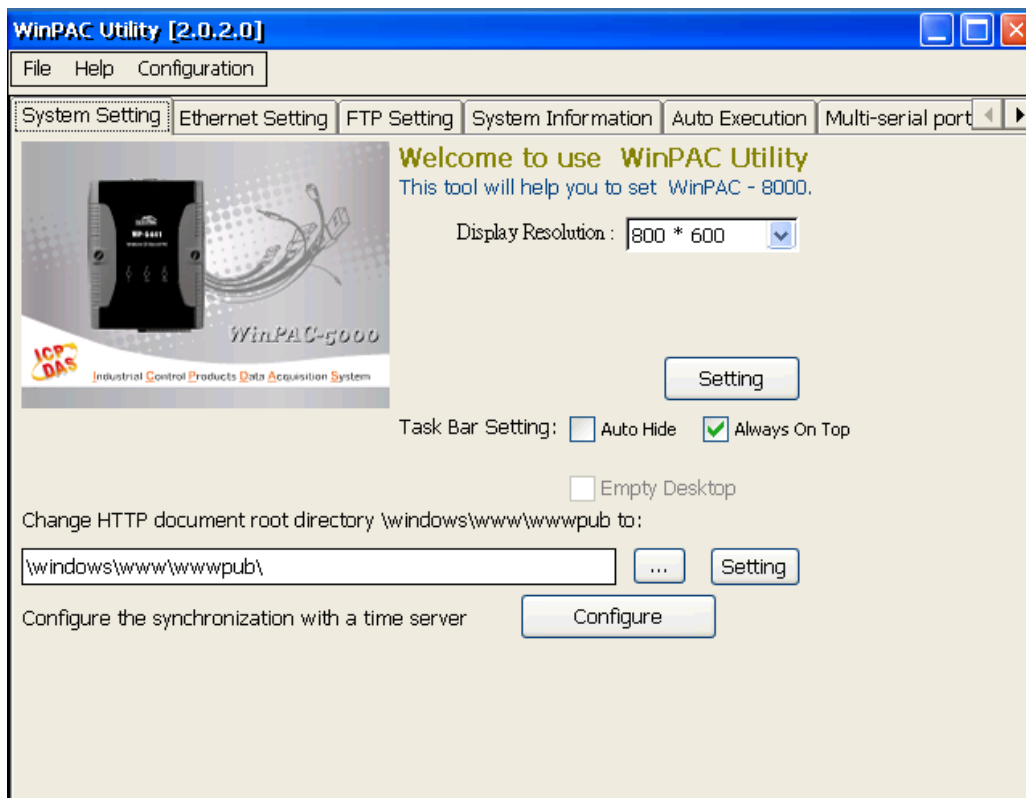 WinPAC Utility [2.0.2.0]
File Help Configuration
System Setting Ethernet Setting FTP Setting System Information Auto Execution Multi-serial port
Welcome to use WinPAC Utility
This tool will help you to set WinPAC - 8000.
Display Resolution : 800 * 600
WP-5441
WinPAC-5000
ICP DAS
Industrial Control Products Data Acquisition System
Setting
Task Bar Setting: Auto Hide Always On Top
Empty Desktop
Change HTTP document root directory \windows\www\wwwpub to:
\windows\www\wwwpub\ ... Setting
Configure the synchronization with a time server Configure